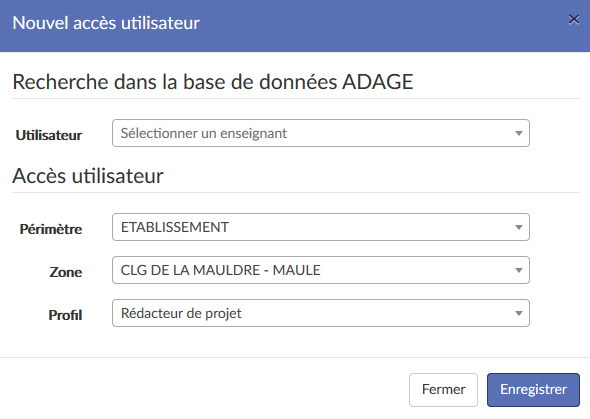 Nouvel accès utilisateur ×
Recherche dans la base de données ADAGE
Utilisateur Sélectionner un enseignant
Accès utilisateur
Périmètre ETABLISSEMENT
Zone CLG DE LA MAULDRE - MAULE
Profil Rédacteur de projet
Fermer Enregistrer